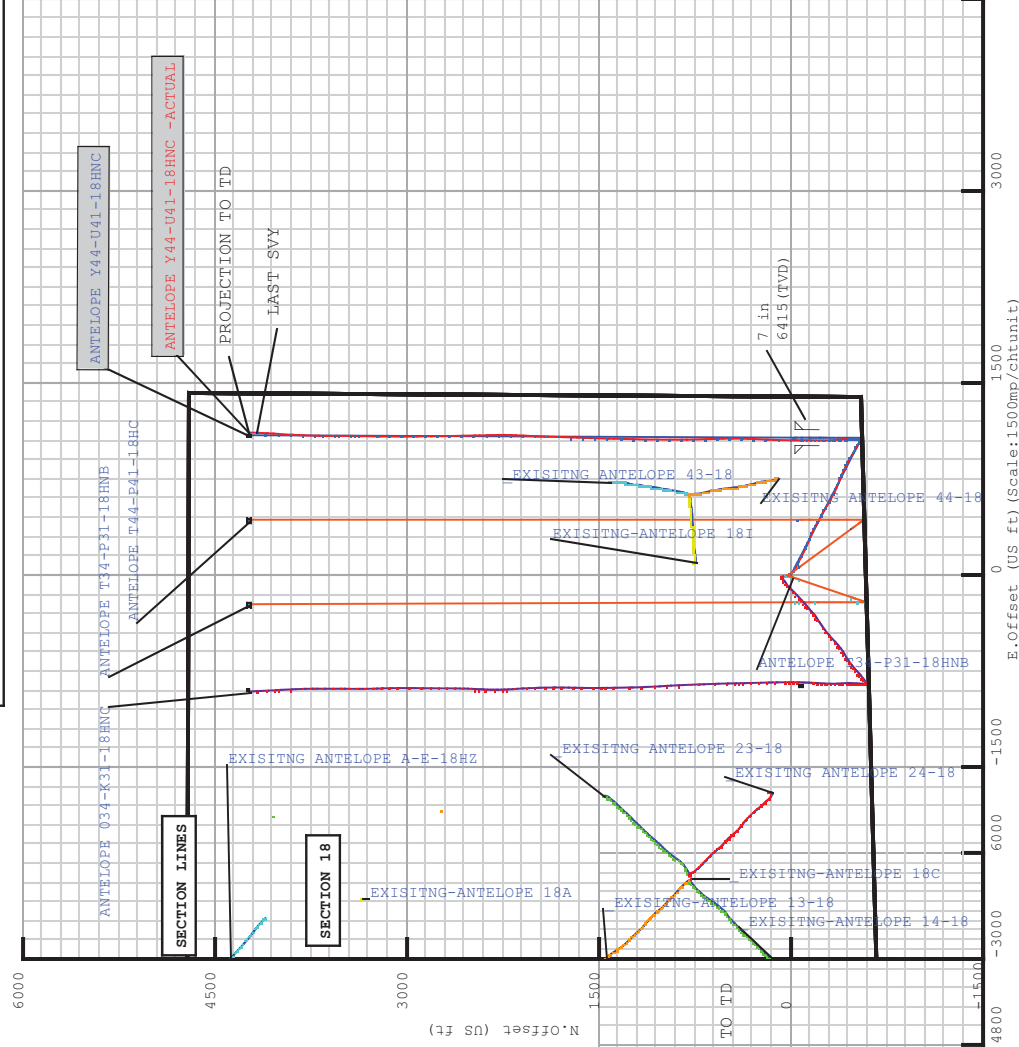 ANTELOPE Y44-U41-18HNC
ANTELOPE Y44-U41-18HNC -ACTUAL
PROJECTION TO TD
LAST SVY
7 in
6415(TVD)
ANTELOPE T34-P31-18HNB
ANTELOPE T44-P41-18HC
ANTELOPE O34-K31-18HNC
EXISITNG ANTELOPE 43-18
EXISITNG ANTELOPE 44-18
EXISITNG-ANTELOPE 18I
ANTELOPE T34-P31-18HNB
EXISITNG ANTELOPE A-E-18HZ
EXISITNG ANTELOPE 23-18
EXISITNG ANTELOPE 24-18
EXISITNG-ANTELOPE 18A
EXISITNG-ANTELOPE 18C
EXISITNG-ANTELOPE 13-18
EXISITNG-ANTELOPE 14-18
SECTION LINES
SECTION 18
6000
4500
3000
1500
0
-1500
N.Offset (US ft)
TO TD
3000
1500
0
-1500
6000
-3000
4800
E.Offset (US ft)(Scale:1500mp/chtunit)